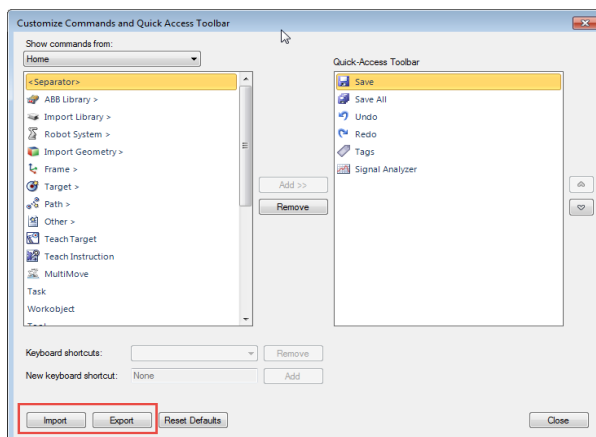 Customize Commands and Quick Access Toolbar
Show commands from:
Home
Quick-Access Toolbar
<Separator>
ABB Library >
Import Library >
Robot System >
Import Geometry >
Frame >
Target >
Path >
Other >
Teach Target
Teach Instruction
MultiMove
Task
Workobject
Save
Save All
Undo
Redo
Tags
Signal Analyzer
Add >>
Remove
Keyboard shortcuts:
Remove
New keyboard shortcut:
None
Add
Import
Export
Reset Defaults
Close